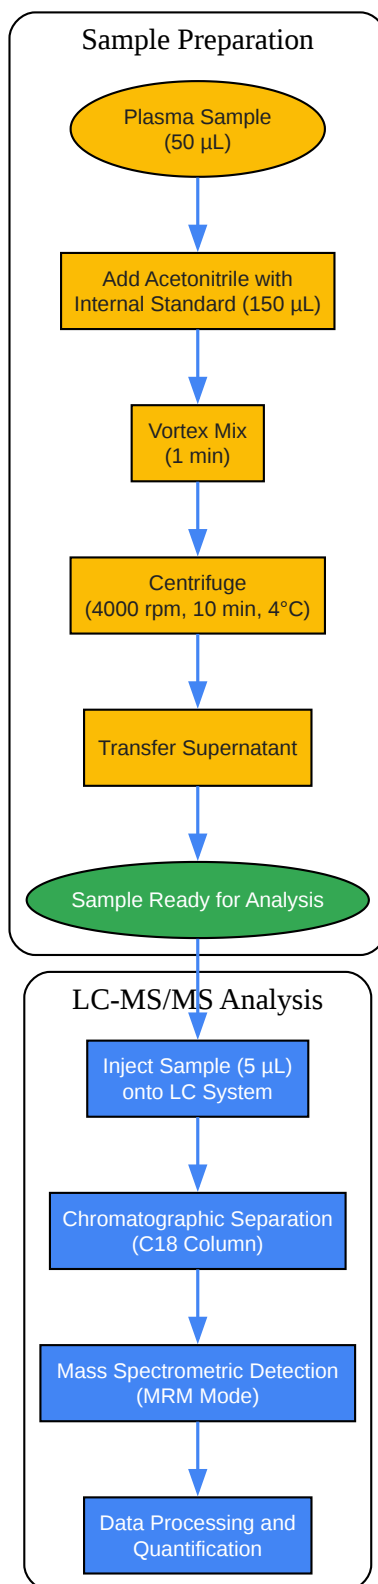 Sample Preparation
Plasma Sample
(50 µL)
Add Acetonitrile with
Internal Standard (150 µL)
Vortex Mix
(1 min)
Centrifuge
(4000 rpm, 10 min, 4°C)
Transfer Supernatant
Sample Ready for Analysis
LC-MS/MS Analysis
Inject Sample (5 µL)
onto LC System
Chromatographic Separation
(C18 Column)
Mass Spectrometric Detection
(MRM Mode)
Data Processing and
Quantification